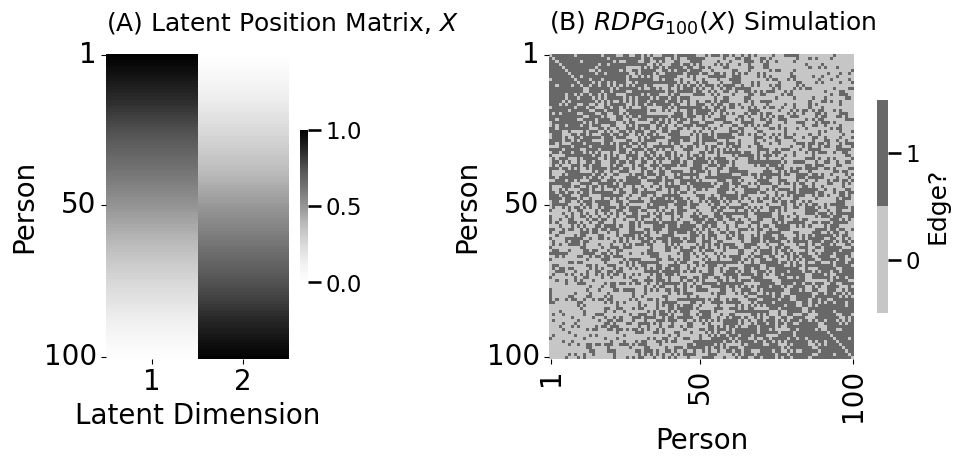 (A) Latent Position Matrix, X
1
50
100
Person
1 2
Latent Dimension
1.0
0.5
0.0
(B) RDPG₁₀₀(X) Simulation
1
50
100
Person
1 50 100
Person
1
0
Edge?